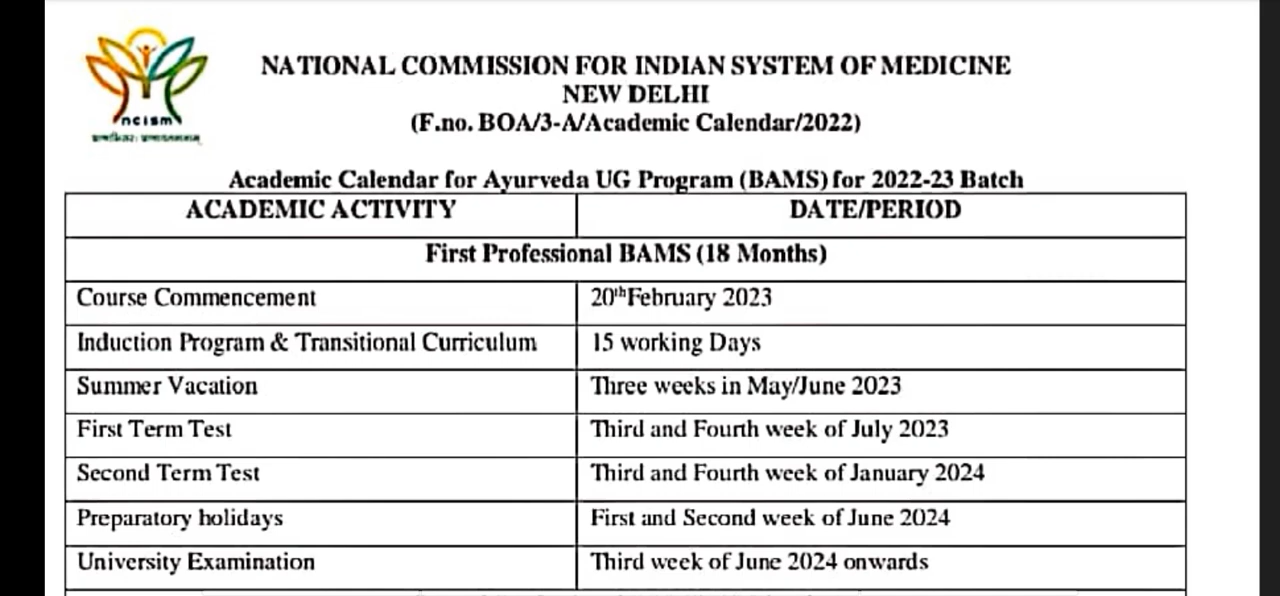 NATIONAL COMMISSION FOR INDIAN SYSTEM OF MEDICINE
NEW DELHI
(F.no. BOA/3-A/Academic Calendar/2022)
ncism
Academic Calendar for Ayurveda UG Program (BAMS) for 2022-23 Batch
ACADEMIC ACTIVITY DATE/PERIOD
First Professional BAMS (18 Months)
Course Commencement 20thFebruary 2023
Induction Program & Transitional Curriculum 15 working Days
Summer Vacation Three weeks in May/June 2023
First Term Test Third and Fourth week of July 2023
Second Term Test Third and Fourth week of January 2024
Preparatory holidays First and Second week of June 2024
University Examination Third week of June 2024 onwards